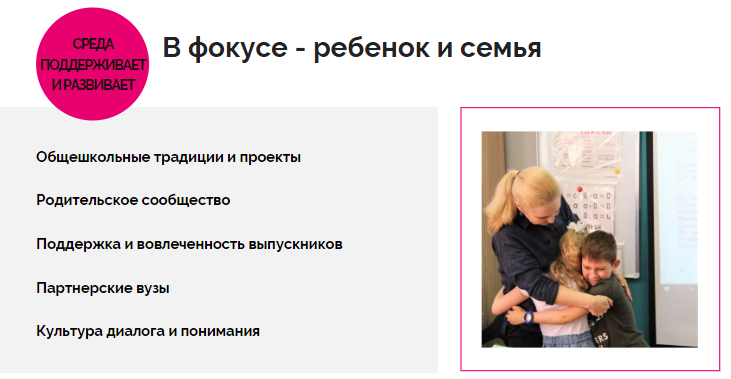 СРЕДА
ПОДДЕРЖИВАЕТ
И РАЗВИВАЕТ
В фокусе - ребенок и семья
Общешкольные традиции и проекты
Родительское сообщество
Поддержка и вовлеченность выпускников
Партнерские вузы
Культура диалога и понимания